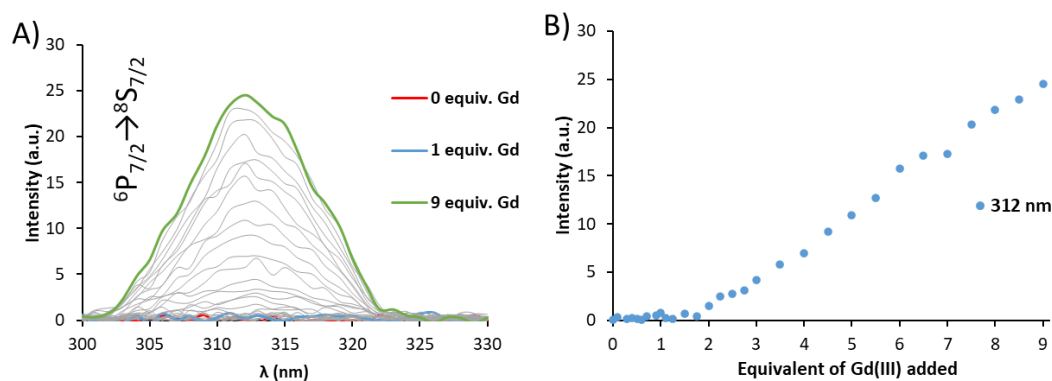 A)
30
25
20
15
10
5
0
Intensity (a.u.)
⁶P₇/₂→⁸S₇/₂
0 equiv. Gd
1 equiv. Gd
9 equiv. Gd
300 305 310 315 320 325 330
λ (nm)
B)
30
25
20
15
10
5
0
Intensity (a.u.)
312 nm
0 1 2 3 4 5 6 7 8 9
Equivalent of Gd(III) added